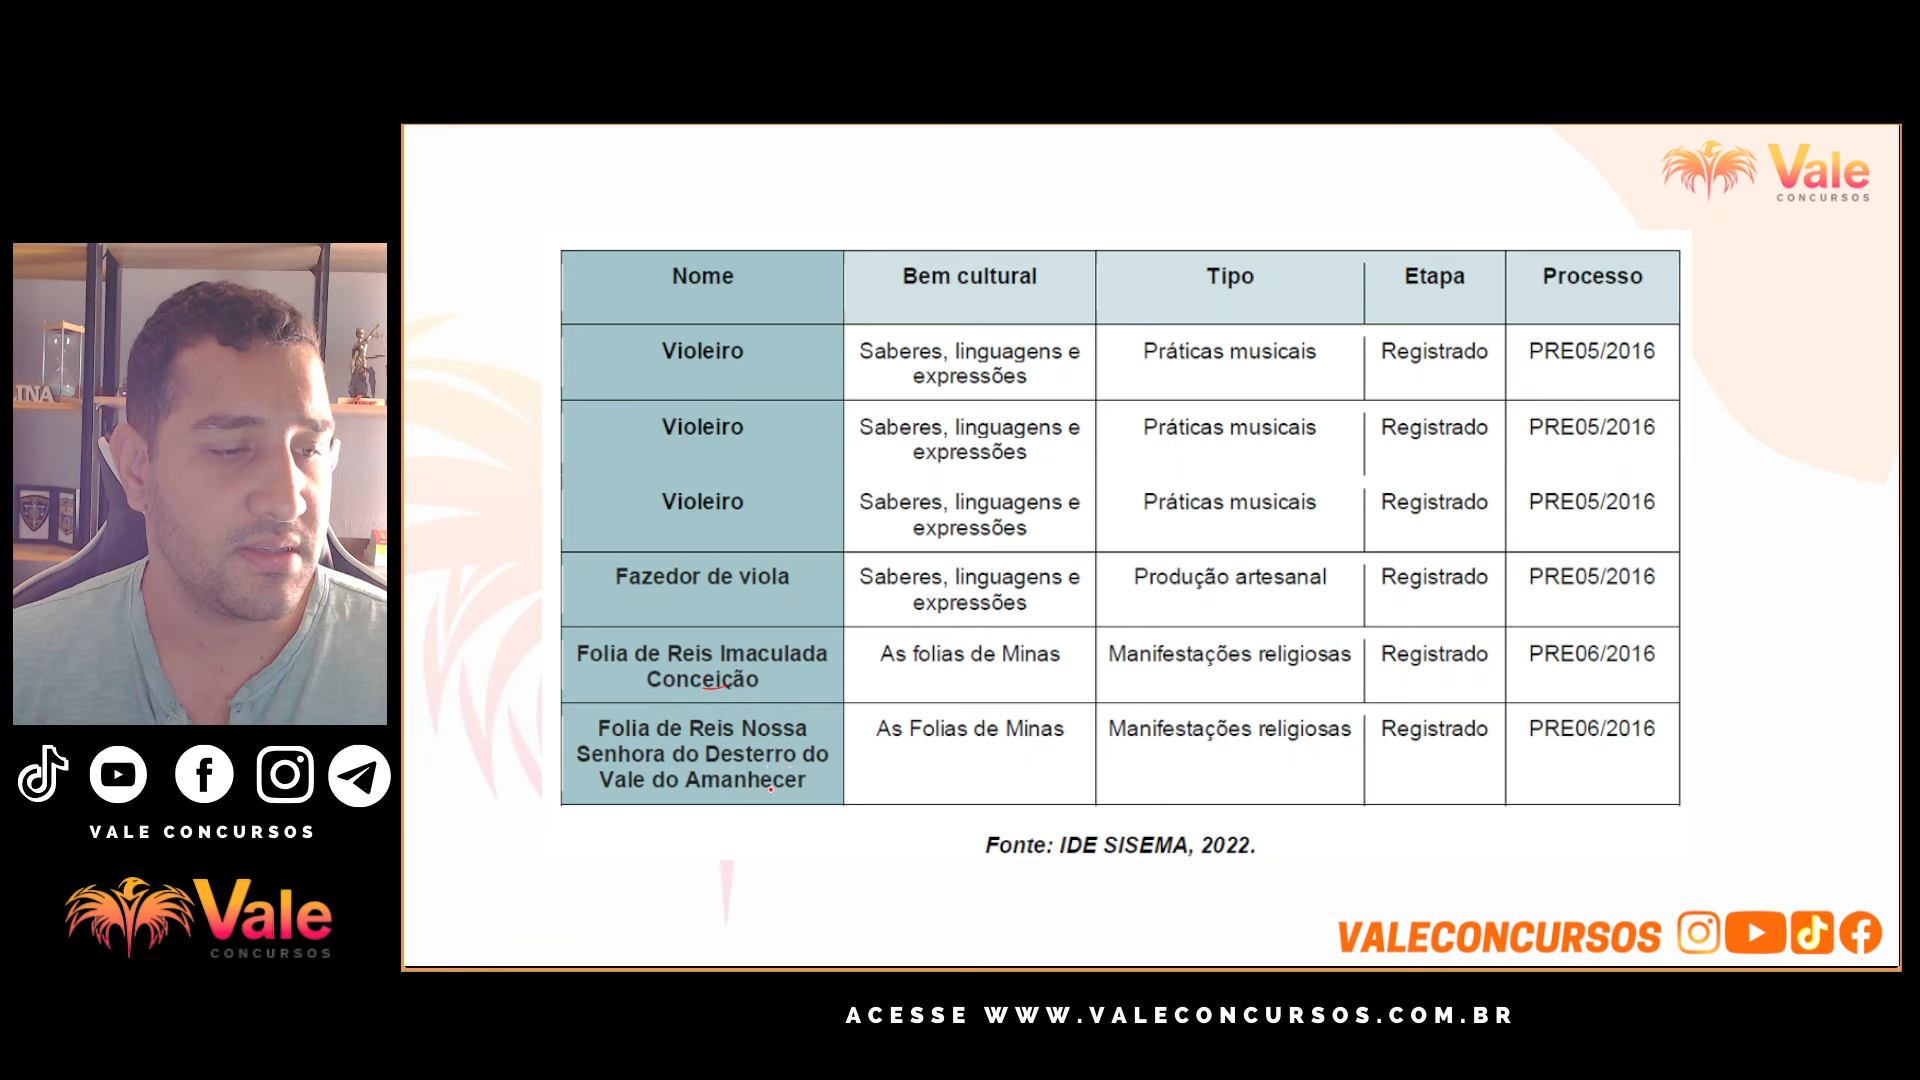 Vale
CONCURSOS
Nome Bem cultural Tipo Etapa Processo
Violeiro Saberes, linguagens e expressões Práticas musicais Registrado PRE05/2016
Violeiro Saberes, linguagens e expressões Práticas musicais Registrado PRE05/2016
Violeiro Saberes, linguagens e expressões Práticas musicais Registrado PRE05/2016
Fazedor de viola Saberes, linguagens e expressões Produção artesanal Registrado PRE05/2016
Folia de Reis Imaculada Conceição As folias de Minas Manifestações religiosas Registrado PRE06/2016
Folia de Reis Nossa Senhora do Desterro do Vale do Amanhecer As Folias de Minas Manifestações religiosas Registrado PRE06/2016
Fonte: IDE SISEMA, 2022.
VALECONCURSOS
INA
VALE CONCURSOS
Vale
CONCURSOS
ACESSE WWW.VALECONCURSOS.COM.BR